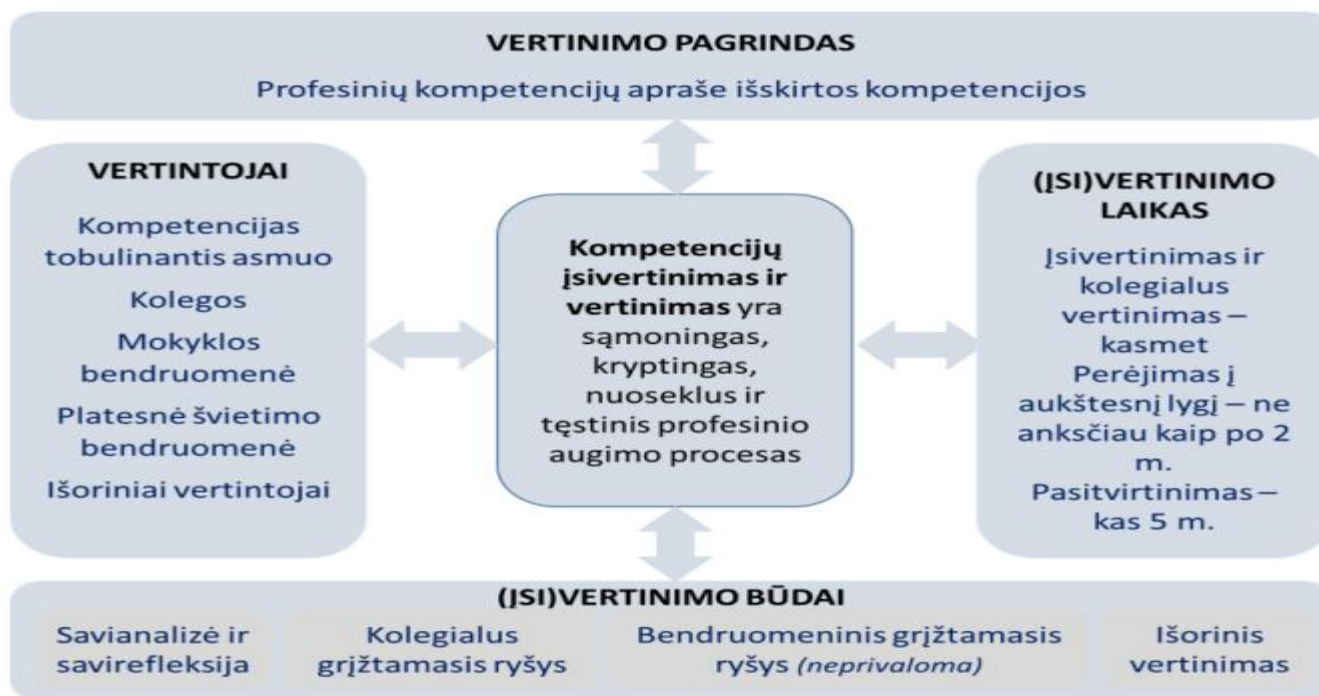 VERTINIMO PAGRINDAS
Profesinių kompetencijų apraše išskirtos kompetencijos
VERTINTOJAI
Kompetencijas
tobulinantis asmuo
Kolegos
Mokyklos
bendruomenė
Platesnė švietimo
bendruomenė
Išoriniai vertintojai
Kompetencijų
įsivertinimas ir
vertinimas yra
sąmoningas,
kryptingas,
nuoseklus ir
tęstinis profesinio
augimo procesas
(ĮSI)VERTINIMO
LAIKAS
Įsivertinimas ir
kolegialus
vertinimas –
kasmet
Perėjimas į
aukštesnį lygį – ne
anksčiau kaip po 2
m.
Pasitvirtinimas –
kas 5 m.
(ĮSI)VERTINIMO BŪDAI
Savianalizė ir
savirefleksija
Kolegialus
grįžtamasis ryšys
Bendruomeninis grįžtamasis
ryšys (neprivaloma)
Išorinis
vertinimas